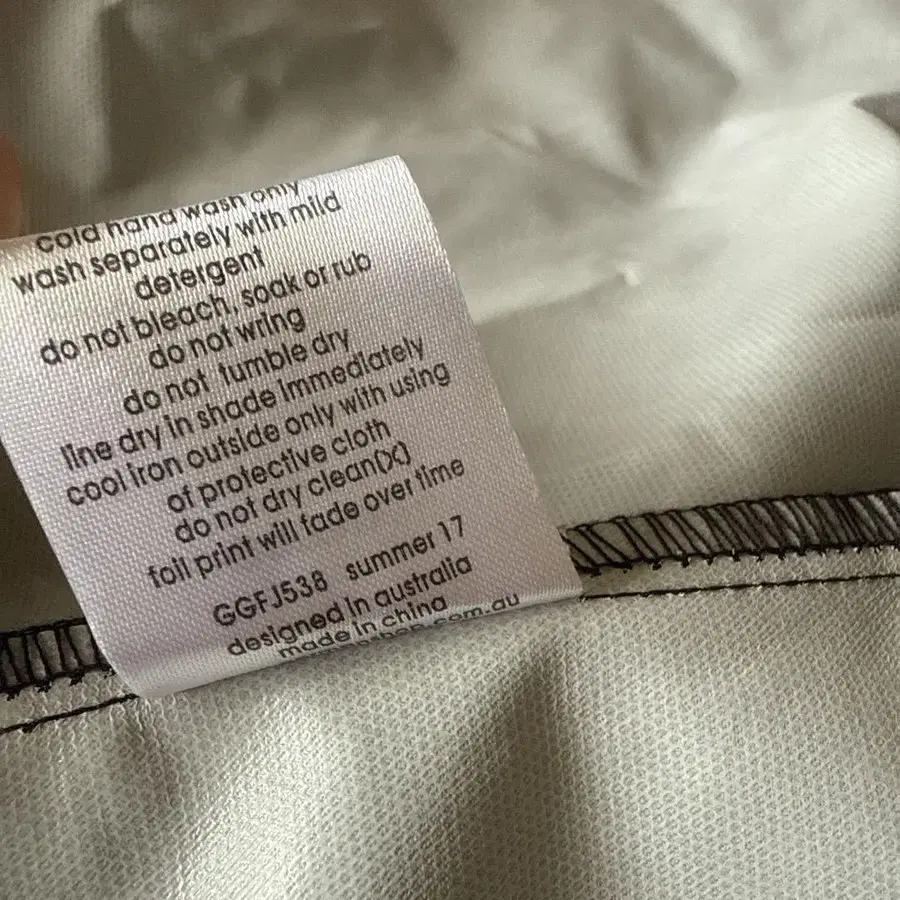 cold hand wash only
wash separately with mild
detergent
do not bleach, soak or rub
do not wring
do not tumble dry
line dry in shade immediately
cool iron outside only with using
of protective cloth
do not dry clean(X)
foil print will fade over time
GGFJ538 summer 17
designed in australia
made in china
.com.au